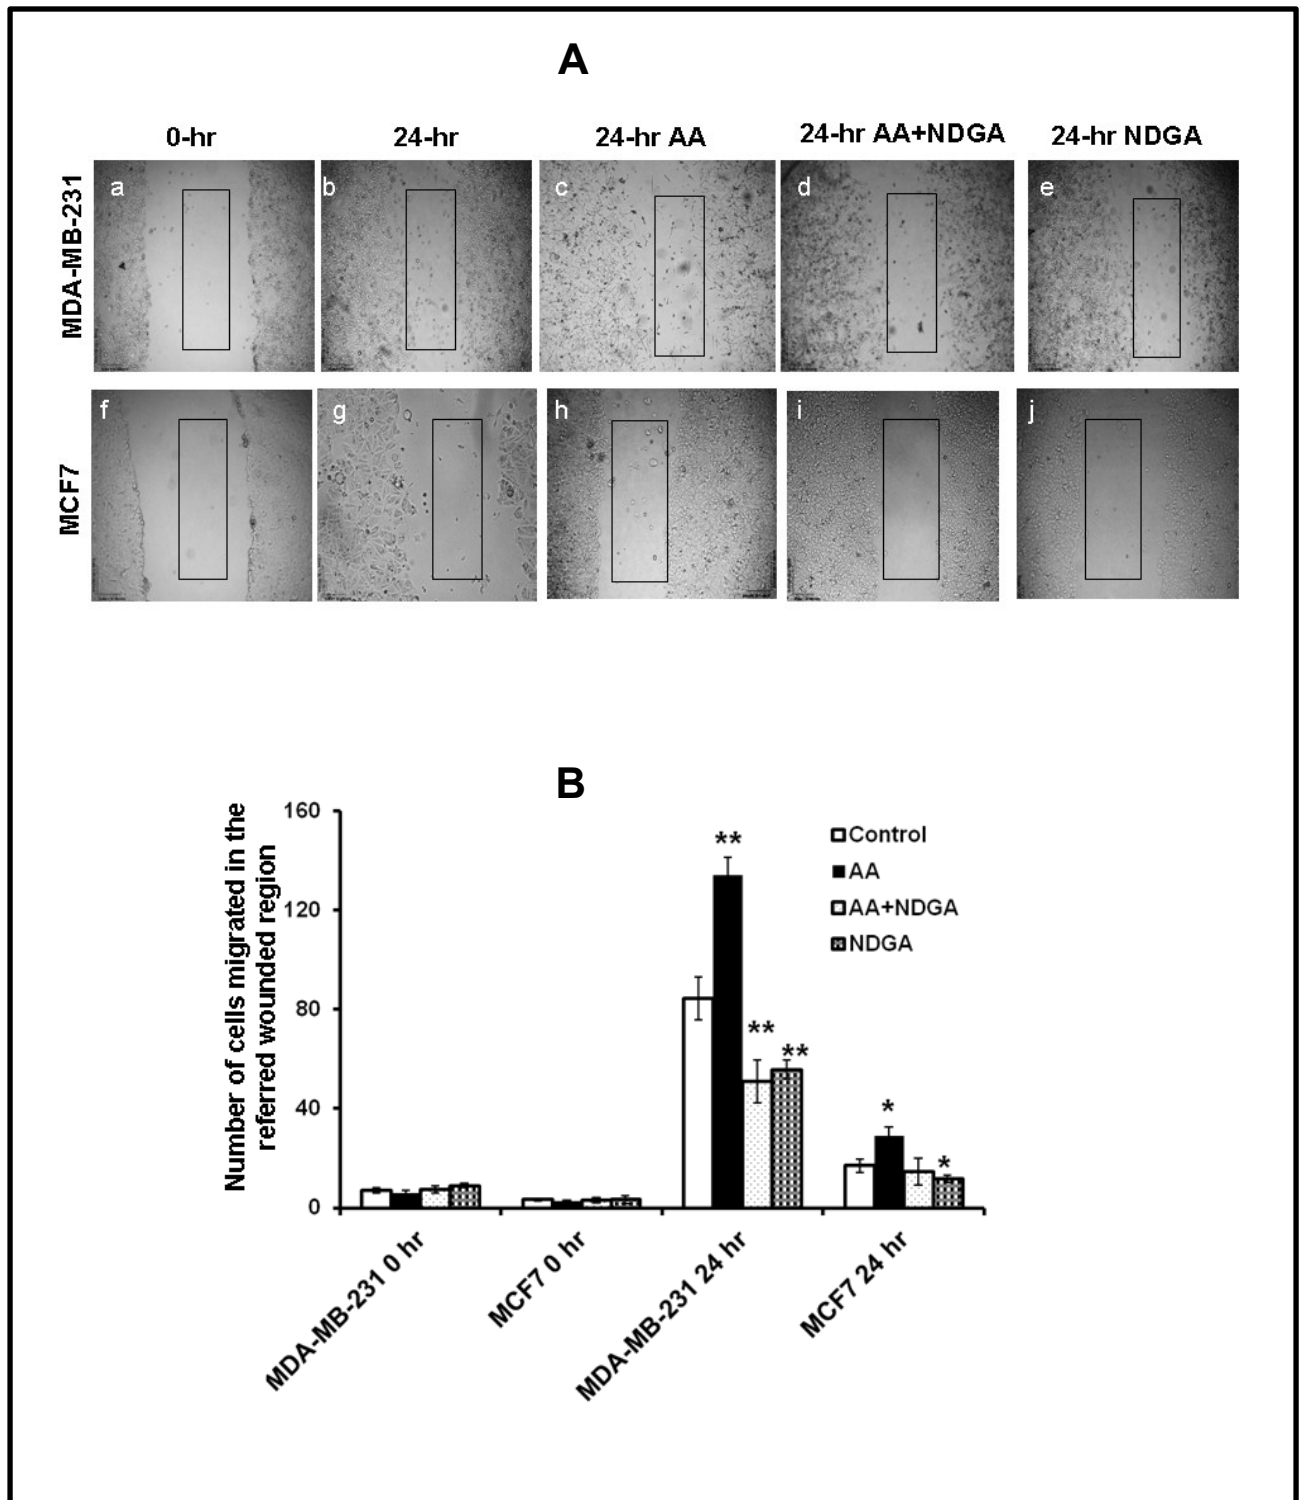 A
0-hr
24-hr
24-hr AA
24-hr AA+NDGA
24-hr NDGA
MDA-MB-231
a
b
c
d
e
MCF7
f
g
h
i
j
B
Number of cells migrated in the
referred wounded region
160
120
80
40
0
**
**
**
*
*
Control
AA
AA+NDGA
NDGA
MDA-MB-231 0 hr
MCF7 0 hr
MDA-MB-231 24 hr
MCF7 24 hr